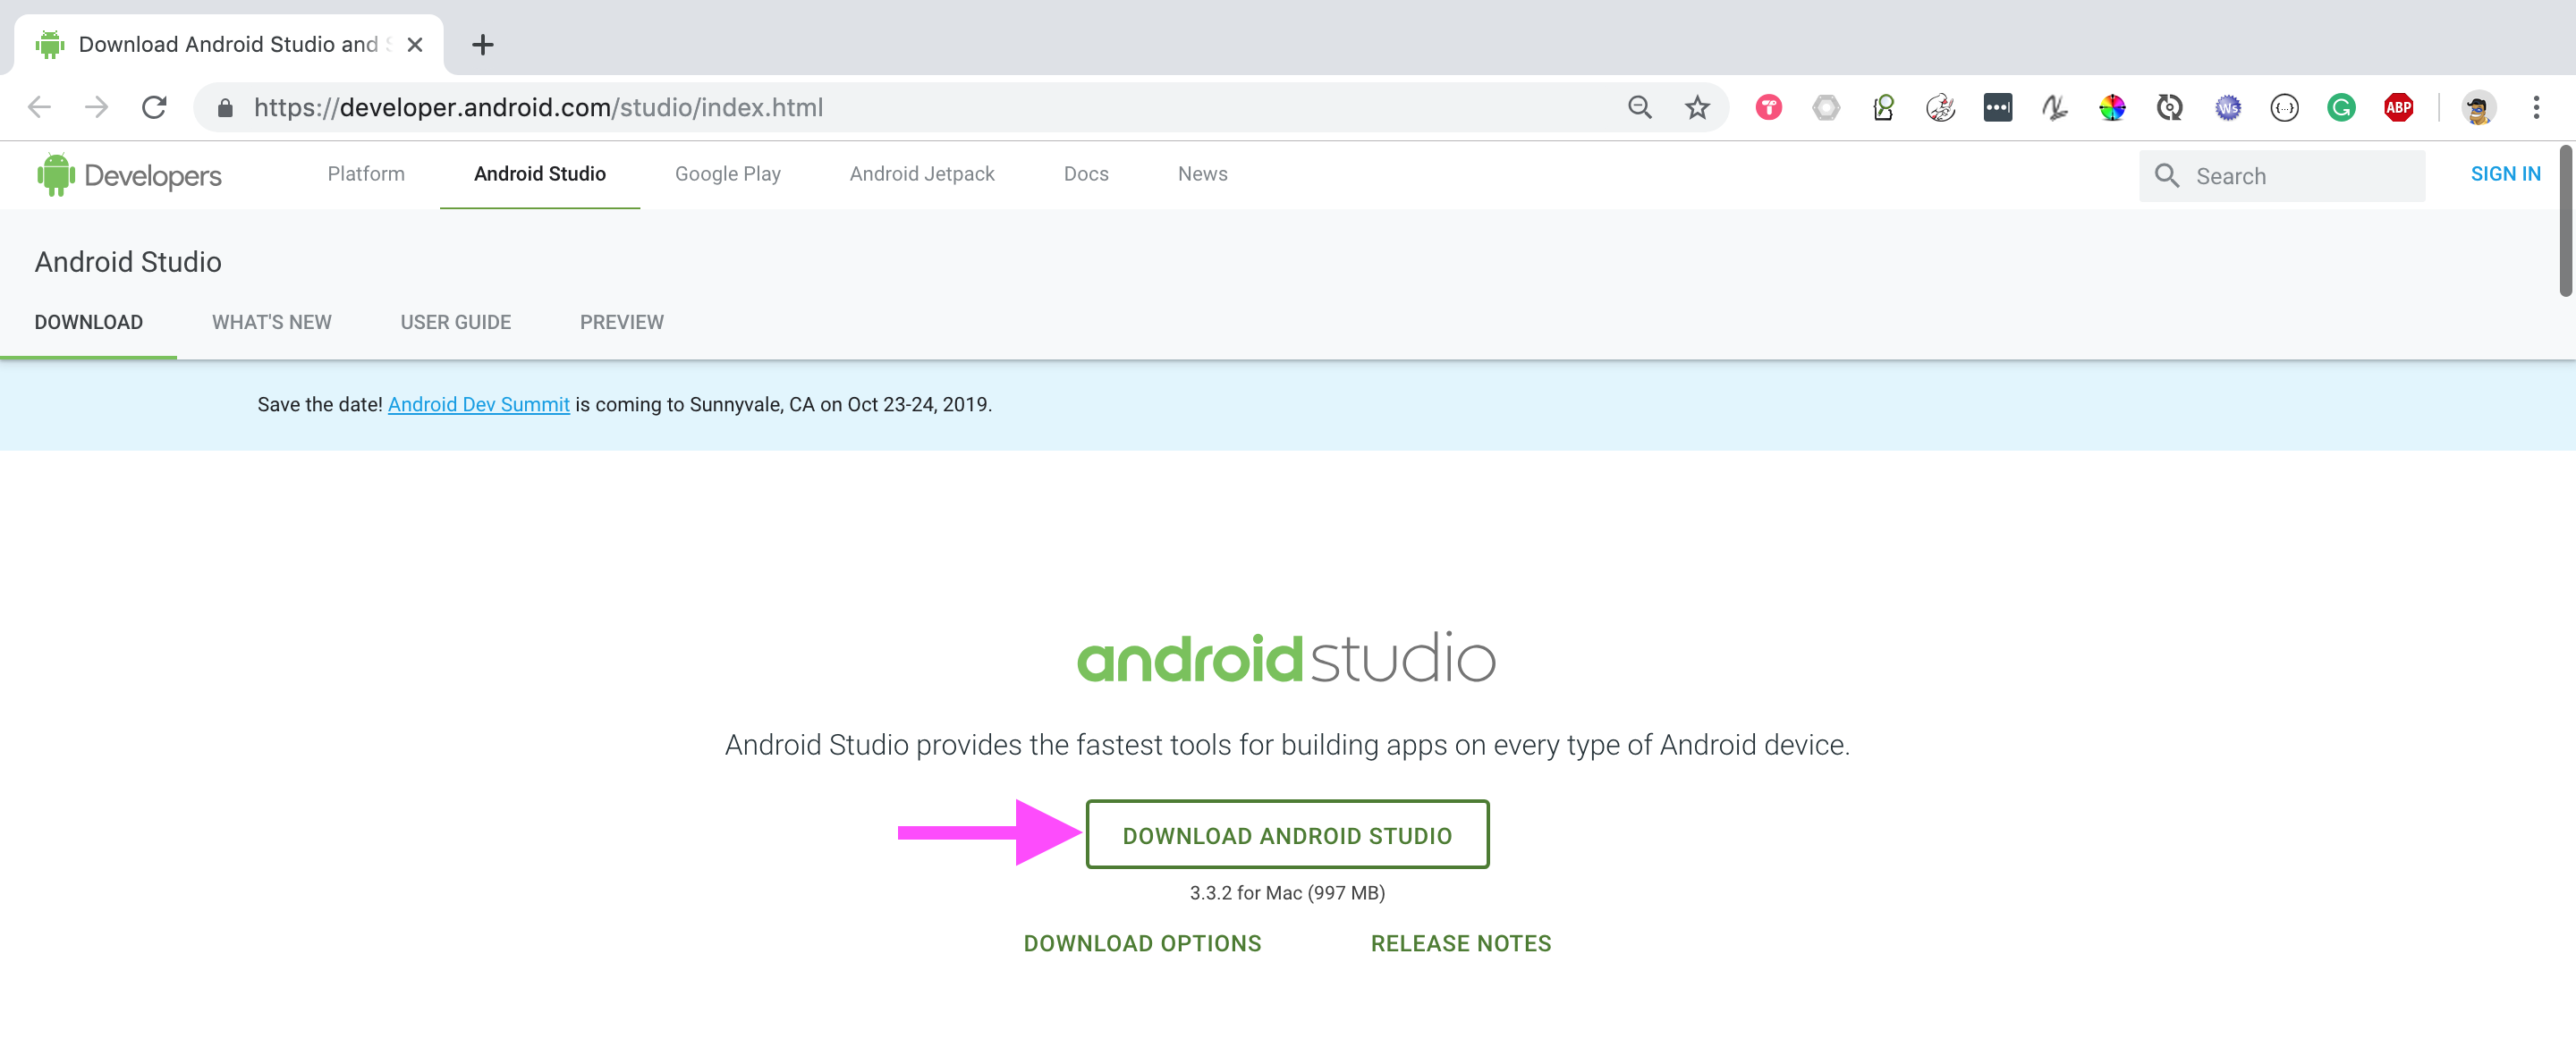 Download Android Studio and
https://developer.android.com/studio/index.html
Ws
{...}
G
ABP
Developers
Platform
Android Studio
Google Play
Android Jetpack
Docs
News
Search
SIGN IN
Android Studio
DOWNLOAD
WHAT'S NEW
USER GUIDE
PREVIEW
Save the date! Android Dev Summit is coming to Sunnyvale, CA on Oct 23-24, 2019.
androidstudio
Android Studio provides the fastest tools for building apps on every type of Android device.
DOWNLOAD ANDROID STUDIO
3.3.2 for Mac (997 MB)
DOWNLOAD OPTIONS
RELEASE NOTES